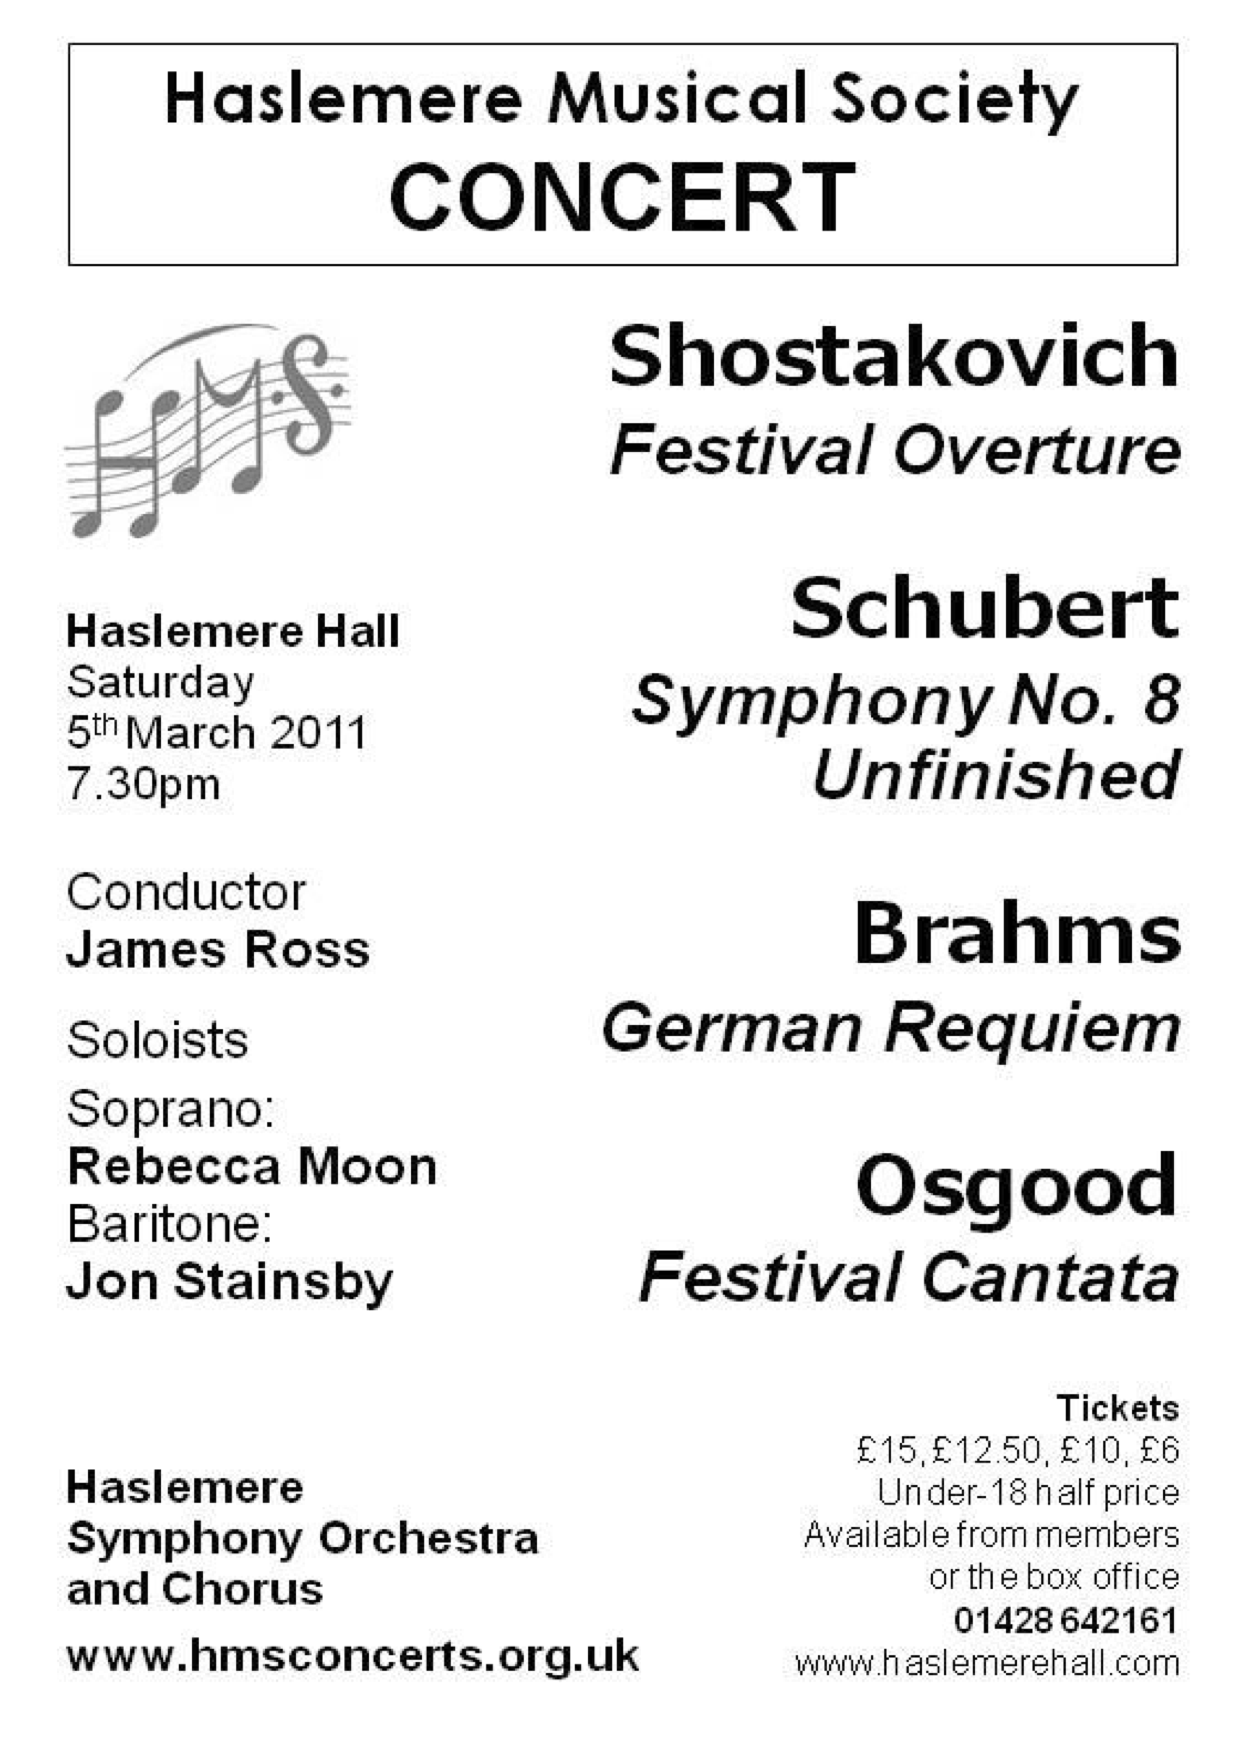 Haslemere Musical Society
CONCERT
HMS
Haslemere Hall
Saturday
5th March 2011
7.30pm
Conductor
James Ross
Soloists
Soprano:
Rebecca Moon
Baritone:
Jon Stainsby
Haslemere
Symphony Orchestra
and Chorus
www.hmsconcerts.org.uk
Shostakovich
Festival Overture
Schubert
Symphony No. 8
Unfinished
Brahms
German Requiem
Osgood
Festival Cantata
Tickets
£15, £12.50, £10, £6
Under-18 half price
Available from members
or the box office
01428 642161
www.haslemerehall.com